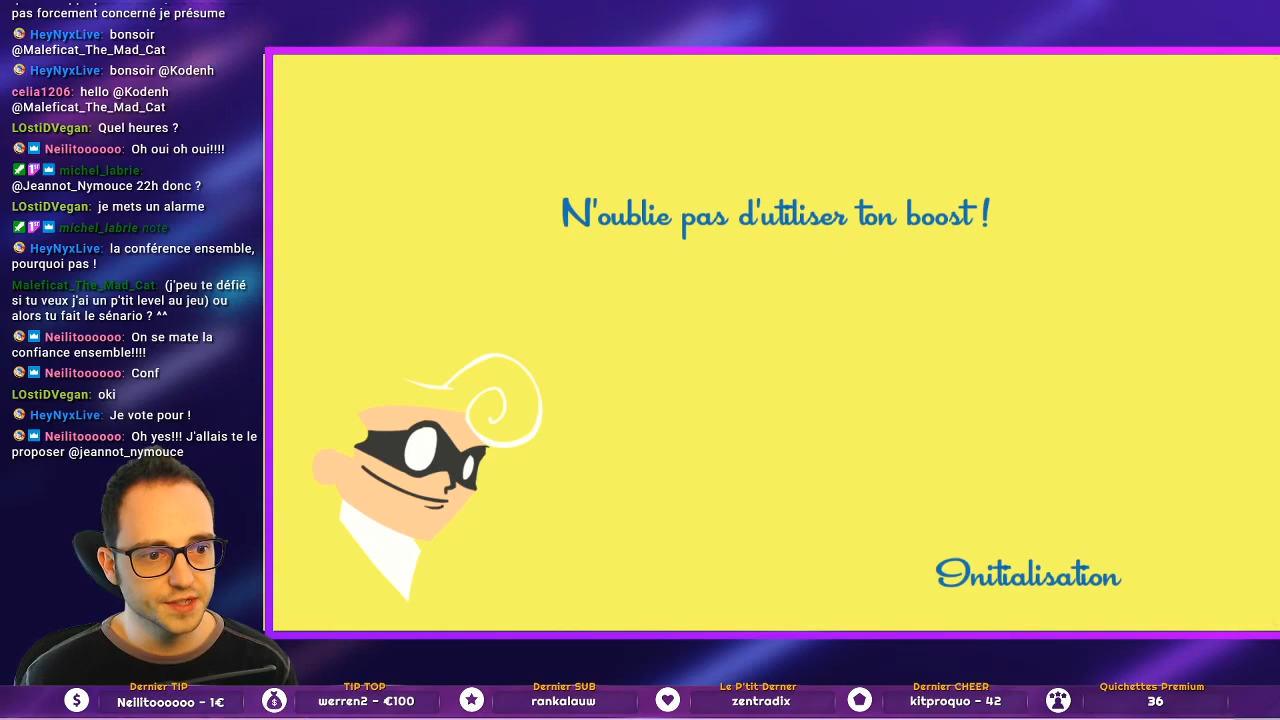 pas forcement concerné je présume
HeyNyxLive: bonsoir
@Maleficat_The_Mad_Cat
HeyNyxLive: bonsoir @Kodenh
celia1206: hello @Kodenh
@Maleficat_The_Mad_Cat
LOstiDVegan: Quel heures ?
Neilitoooooo: Oh oui oh oui!!!!
michel_labrie:
@Jeannot_Nymouce 22h donc ?
LOstiDVegan: je mets un alarme
michel_labrie note
HeyNyxLive: la conférence ensemble,
pourquoi pas !
Maleficat_The_Mad_Cat: (j'peu te défié
si tu veux j'ai un p'tit level au jeu) ou
alors tu fait le sénario ? ^^
Neilitoooooo: On se mate la
confiance ensemble!!!!
Neilitoooooo: Conf
LOstiDVegan: oki
HeyNyxLive: Je vote pour !
Neilitoooooo: Oh yes!!! J'allais te le
proposer @jeannot_nymouce
N'oublie pas d'utiliser ton boost !
Initialisation
Dernier TIP
Neilitoooooo - 1€
TIP TOP
werren2 - €100
Dernier SUB
rankalauw
Le P'tit Derner
zentradix
Dernier CHEER
kitproquo - 42
Quichettes Premium
36